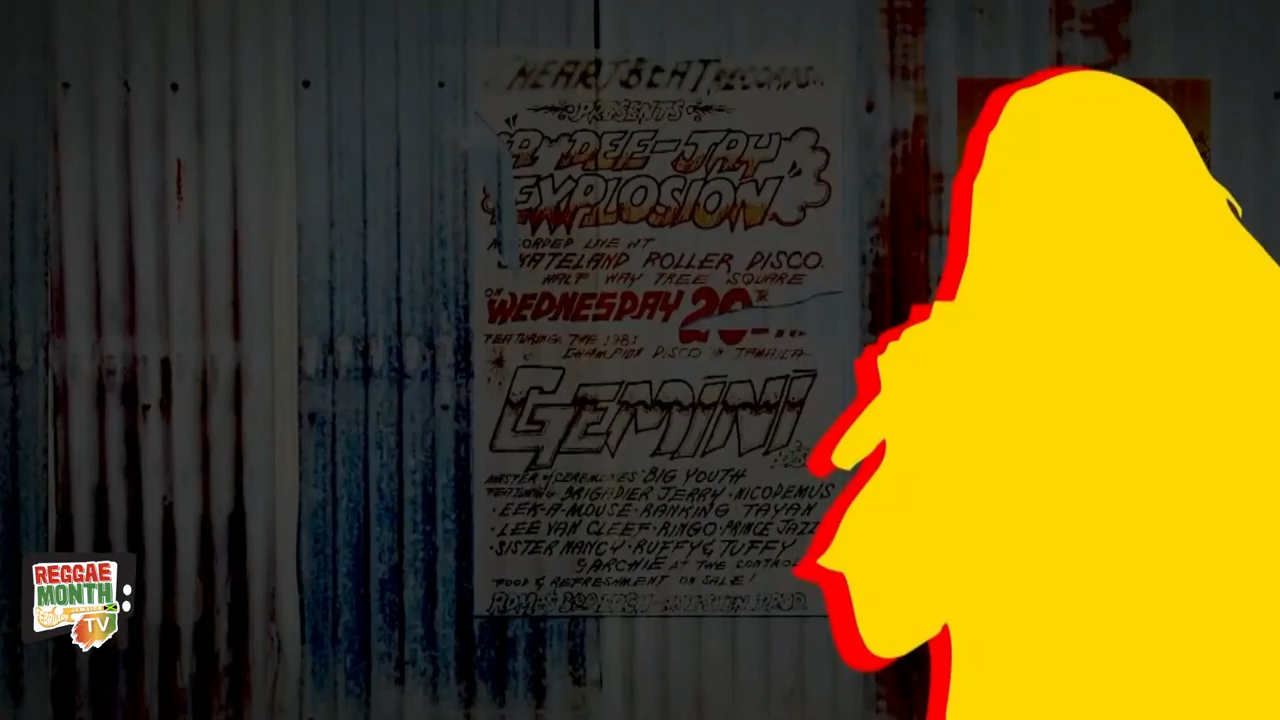 HEARTBEAT RECORDS..
PRESENTS
DEE-JAY
EXPLOSION
LIVE AT
ROLLER DISCO.
HALF WAY TREE SQUARE
ON
WEDNESDAY 20TH
FEATURING THE 1981
CHAMPION DISCO IN JAMAICA
GEMINI
MASTER of CEREMONIES BIG YOUTH
FEATURING BRIGADIER JERRY · NICODEMUS
· EEK-A-MOUSE · RANKING TAYAN
· LEE VAN CLEEF · RINGO · PRINCE JAZZ
· SISTER NANCY · RUFFY & TUFFY
ARCHIE AT THE CONTROL
FOOD & REFRESHMENT ON SALE!
REGGAE
MONTH
FEBRUARY JAMAICA
TV